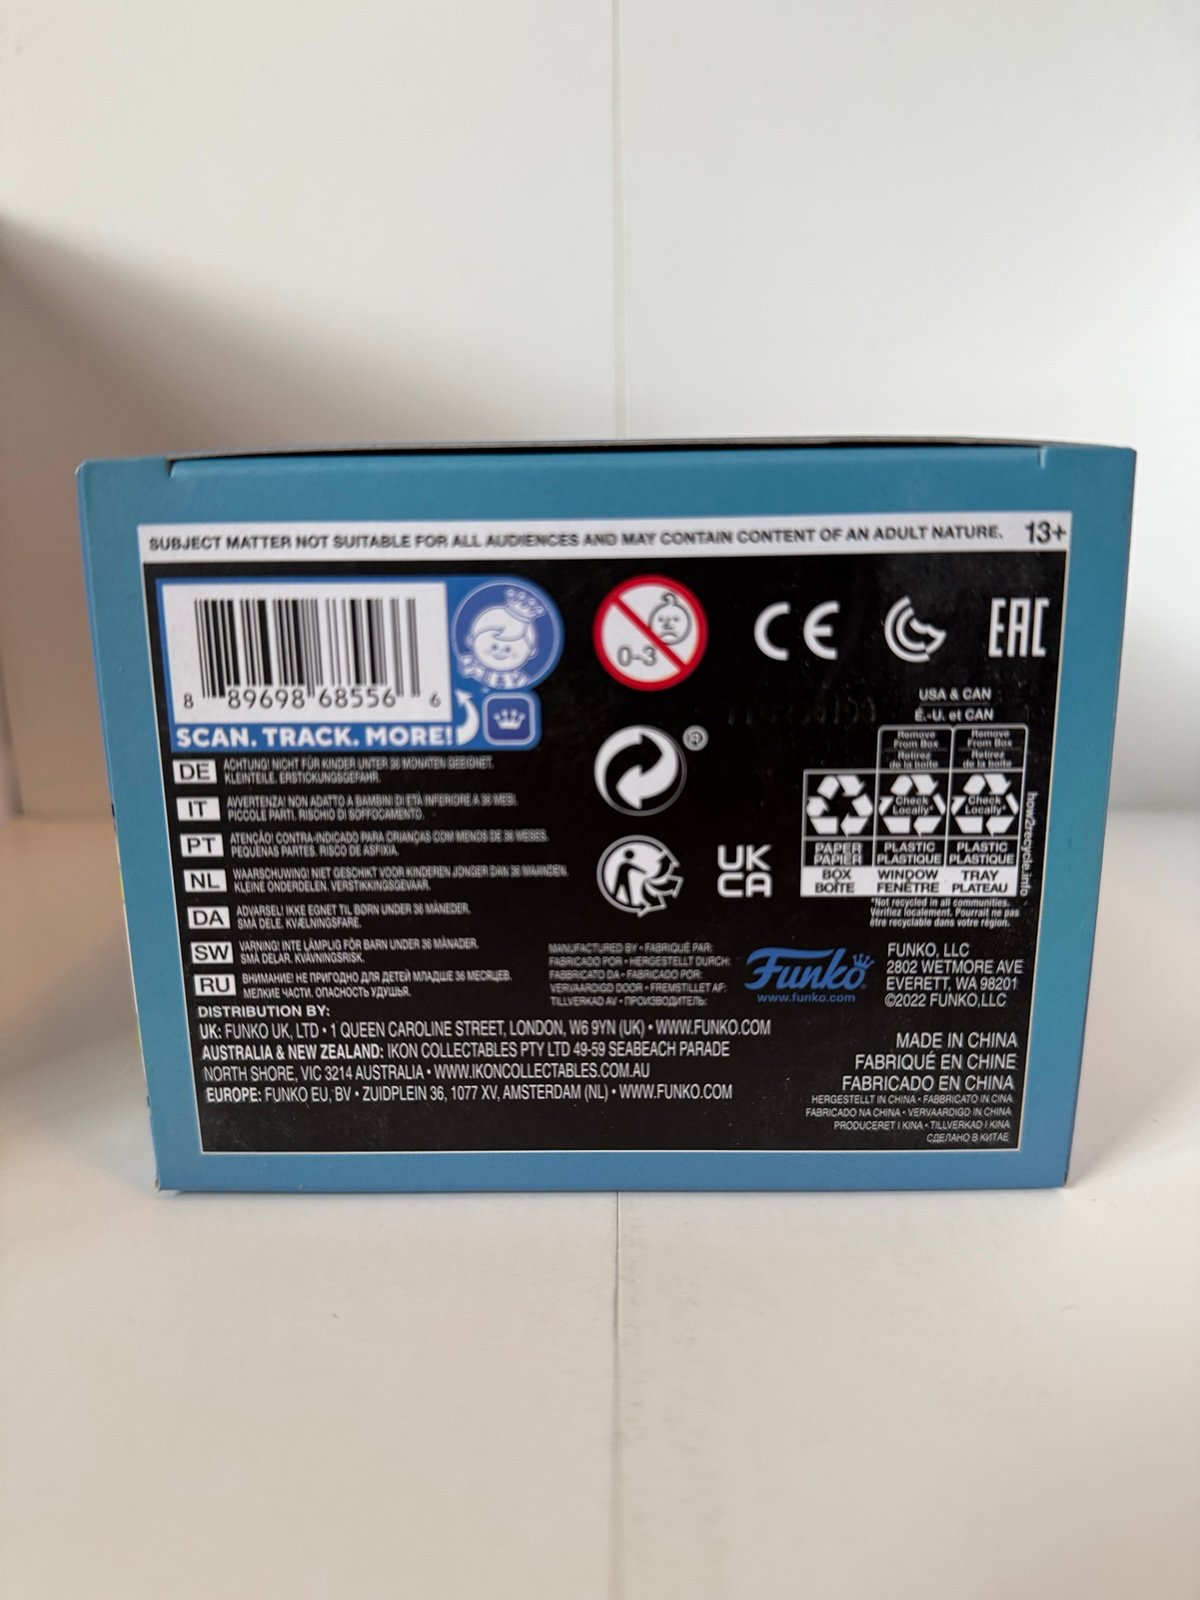 SUBJECT MATTER NOT SUITABLE FOR ALL AUDIENCES AND MAY CONTAIN CONTENT OF AN ADULT NATURE. 13+
8 89698 68556 6
SCAN. TRACK. MORE!
0-3
CE
EAC
USA & CAN
É.-U. et CAN
Remove From Box
Retirez de la boîte
Remove From Box
Retirez de la boîte
Check Locally*
Check Locally*
PAPER PAPIER
PLASTIC PLASTIQUE
PLASTIC PLASTIQUE
BOX BOÎTE
WINDOW FENÊTRE
TRAY PLATEAU
*Not recycled in all communities.
Vérifiez localement. Pourrait ne pas
être recyclable dans votre région.
how2recycle.info
®
UK
CA
DE ACHTUNG! NICHT FÜR KINDER UNTER 36 MONATEN GEEIGNET.
KLEINTEILE. ERSTICKUNGSGEFAHR.
IT AVVERTENZA! NON ADATTO A BAMBINI DI ETÀ INFERIORE A 36 MESI.
PICCOLE PARTI. RISCHIO DI SOFFOCAMENTO.
PT ATENÇÃO! CONTRA-INDICADO PARA CRIANÇAS COM MENOS DE 36 MESES.
PEQUENAS PARTES. RISCO DE ASFIXIA.
NL WAARSCHUWING! NIET GESCHIKT VOOR KINDEREN JONGER DAN 36 MAANDEN.
KLEINE ONDERDELEN. VERSTIKKINGSGEVAAR.
DA ADVARSEL! IKKE EGNET TIL BØRN UNDER 36 MÅNEDER.
SMÅ DELE. KVÆLNINGSFARE.
SW VARNING! INTE LÄMPLIG FÖR BARN UNDER 36 MÅNADER.
SMÅ DELAR. KVÄVNINGSRISK.
RU ВНИМАНИЕ! НЕ ПРИГОДНО ДЛЯ ДЕТЕЙ МЛАДШЕ 36 МЕСЯЦЕВ.
МЕЛКИЕ ЧАСТИ. ОПАСНОСТЬ УДУШЬЯ.
MANUFACTURED BY • FABRIQUÉ PAR:
FABRICADO POR • HERGESTELLT DURCH:
FABBRICATO DA • FABRICADO POR:
VERVAARDIGD DOOR • FREMSTILLET AF:
TILLVERKAD AV • ПРОИЗВОДИТЕЛЬ:
Funko
www.funko.com
FUNKO, LLC
2802 WETMORE AVE
EVERETT, WA 98201
©2022 FUNKO,LLC
DISTRIBUTION BY:
UK: FUNKO UK, LTD • 1 QUEEN CAROLINE STREET, LONDON, W6 9YN (UK) • WWW.FUNKO.COM
AUSTRALIA & NEW ZEALAND: IKON COLLECTABLES PTY LTD 49-59 SEABEACH PARADE
NORTH SHORE, VIC 3214 AUSTRALIA • WWW.IKONCOLLECTABLES.COM.AU
EUROPE: FUNKO EU, BV • ZUIDPLEIN 36, 1077 XV, AMSTERDAM (NL) • WWW.FUNKO.COM
MADE IN CHINA
FABRIQUÉ EN CHINE
FABRICADO EN CHINA
HERGESTELLT IN CHINA • FABBRICATO IN CINA
FABRICADO NA CHINA • VERVAARDIGD IN CHINA
PRODUCERET I KINA • TILLVERKAD I KINA
СДЕЛАНО В КИТАЕ